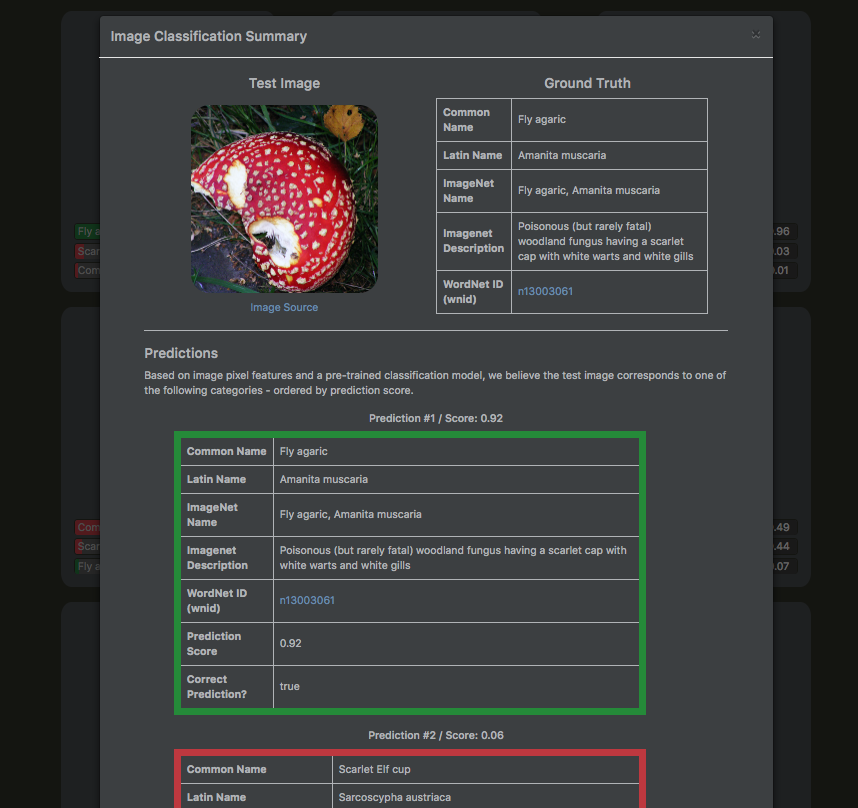 Image Classification Summary
×
Test Image
Image Source
Ground Truth
Common Name
Fly agaric
Latin Name
Amanita muscaria
ImageNet Name
Fly agaric, Amanita muscaria
Imagenet Description
Poisonous (but rarely fatal)
woodland fungus having a scarlet
cap with white warts and white gills
WordNet ID (wnid)
n13003061
Predictions
Based on image pixel features and a pre-trained classification model, we believe the test image corresponds to one of
the following categories - ordered by prediction score.
Prediction #1 / Score: 0.92
Common Name
Fly agaric
Latin Name
Amanita muscaria
ImageNet Name
Fly agaric, Amanita muscaria
Imagenet Description
Poisonous (but rarely fatal) woodland fungus having a scarlet cap with
white warts and white gills
WordNet ID (wnid)
n13003061
Prediction Score
0.92
Correct Prediction?
true
Prediction #2 / Score: 0.06
Common Name
Scarlet Elf cup
Latin Name
Sarcoscypha austriaca
Fly a
Scar
Com
.96
.03
.01
Com
Scar
Fly a
.49
.44
.07